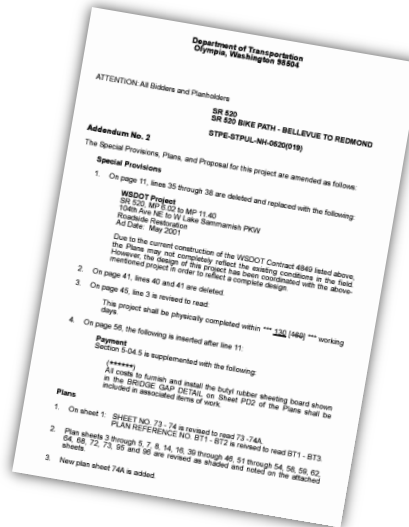 Department of Transportation
Olympia, Washington 98504
ATTENTION: All Bidders and Planholders
SR 520
SR 520 BIKE PATH - BELLEVUE TO REDMOND
STPE-STPUL-NH-0520(019)
Addendum No. 2
The Special Provisions, Plans, and Proposal for this project are amended as follows:
Special Provisions
1. On page 11, lines 35 through 38 are deleted and replaced with the following:
WSDOT Project
SR 520, MP 6.02 to MP 11.40
104th Ave NE to W Lake Sammamish PKW
Roadside Restoration
Ad Date: May 2001
Due to the current construction of the WSDOT Contract 4849 listed above,
the Plans may not completely reflect the existing conditions in the field.
However, the design of this project has been coordinated with the above-
mentioned project in order to reflect a complete design.
2. On page 41, lines 40 and 41 are deleted.
3. On page 45, line 3 is revised to read:
This project shall be physically completed within *** 130 [160] *** working
days.
4. On page 56, the following is inserted after line 11:
Payment
Section 5-04.5 is supplemented with the following:
(******)
All costs to furnish and install the butyl rubber sheeting board shown
in the BRIDGE GAP DETAIL on Sheet PD2 of the Plans shall be
included in associated items of work.
Plans
1. On sheet 1: SHEET NO. 73 - 74 is revised to read 73 -74A.
PLAN REFERENCE NO. BT1 - BT2 is revised to read BT1 - BT3.
2. Plan sheets 3 through 5, 7, 8, 14, 16, 39 through 46, 51 through 54, 58, 59, 62,
64, 68, 72, 73, 95 and 96 are revised as shaded and noted on the attached
sheets.
3. New plan sheet 74A is added.